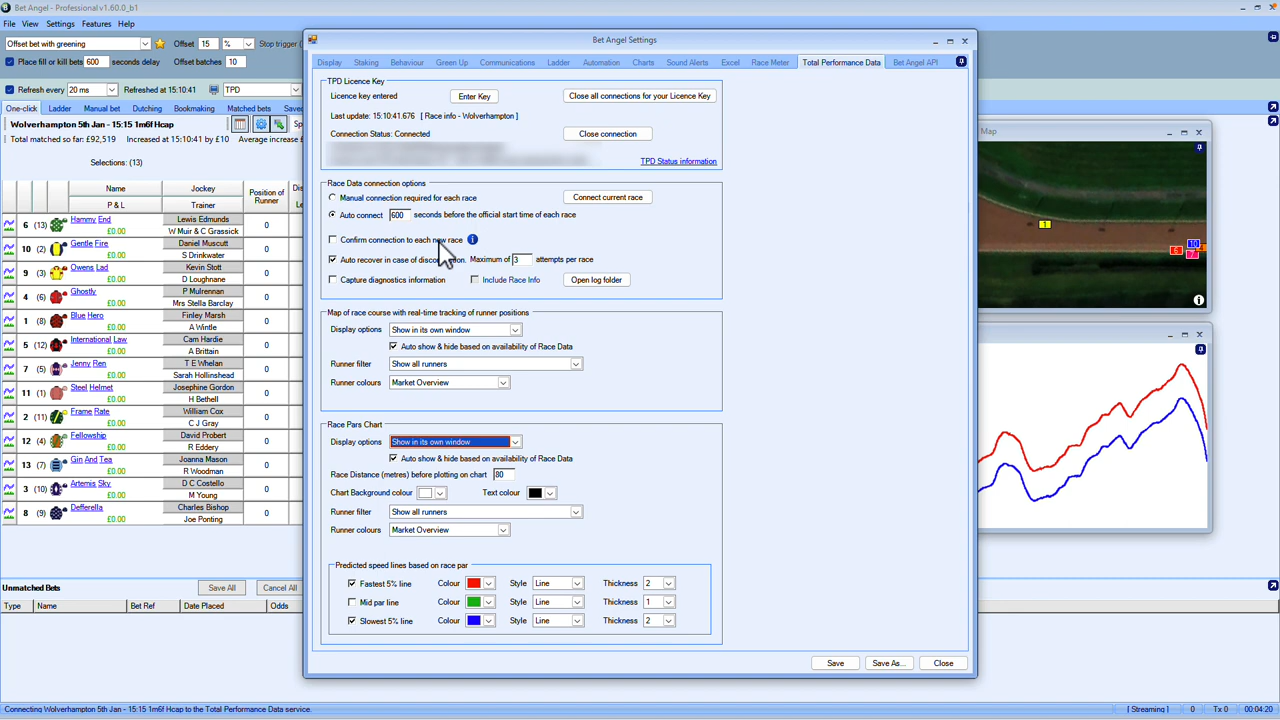 Bet Angel - Professional v1.60.0_b1
File View Settings Features Help
Offset bet with greening Offset 15 % Stop trigger
Place fill or kill bets 600 seconds delay Offset batches 10
Refresh every 20 ms Refreshed at 15:10:41 TPD
One-click Ladder Manual bet Dutching Bookmaking Matched bets
Wolverhampton 5th Jan - 15:15 1m6f Hcap
Total matched so far: £92,519 Increased at 15:10:41 by £10 Average increase
Selections: (13)
Name Jockey Position of Runner
P & L Trainer
6 (13) Hammy End £0.00 Lewis Edmunds W Muir & C Grassick 0
10 (2) Gentle Fire £0.00 Daniel Muscutt S Drinkwater 0
9 (3) Owens Lad £0.00 Kevin Stott D Loughnane 0
4 (6) Ghostly £0.00 P Mulrennan Mrs Stella Barclay 0
1 (8) Blue Hero £0.00 Finley Marsh A Wintle 0
5 (12) International Law £0.00 Cam Hardie A Brittain 0
7 (5) Jenny Ren £0.00 T E Whelan Sarah Hollinshead 0
11 (1) Steel Helmet £0.00 Josephine Gordon H Bethell 0
2 (11) Frame Rate £0.00 William Cox C J Gray 0
12 (4) Fellowship £0.00 David Probert R Eddery 0
13 (7) Gin And Tea £0.00 Joanna Mason R Woodman 0
3 (10) Artemis Sky £0.00 D C Costello M Young 0
8 (9) Defferella £0.00 Charles Bishop Joe Ponting 0
Unmatched Bets Save All Cancel All
Type Name Bet Ref Date Placed Odds
Bet Angel Settings
Display Staking Behaviour Green Up Communications Ladder Automation Charts Sound Alerts Excel Race Meter Total Performance Data Bet Angel API
TPD Licence Key
Licence key entered Enter Key Close all connections for your Licence Key
Last update: 15:10:41.676 [ Race info - Wolverhampton ]
Connection Status: Connected Close connection
TPD Status information
Race Data connection options
Manual connection required for each race Connect current race
Auto connect 600 seconds before the official start time of each race
Confirm connection to each new race
Auto recover in case of Maximum of 3 attempts per race
Capture diagnostics information Include Race Info Open log folder
Map of race course with real-time tracking of runner positions
Display options Show in its own window
Auto show & hide based on availability of Race Data
Runner filter Show all runners
Runner colours Market Overview
Race Pars Chart
Display options Show in its own window
Auto show & hide based on availability of Race Data
Race Distance (metres) before plotting on chart 80
Chart Background colour Text colour
Runner filter Show all runners
Runner colours Market Overview
Predicted speed lines based on race par
Fastest 5% line Colour Style Line Thickness 2
Mid par line Colour Style Line Thickness 1
Slowest 5% line Colour Style Line Thickness 2
Save Save As... Close
Map
1
10
6
7
Connecting Wolverhampton 5th Jan - 15:15 1m6f Hcap to the Total Performance Data service. [ Streaming ] 0 Tx 0 00:04:20